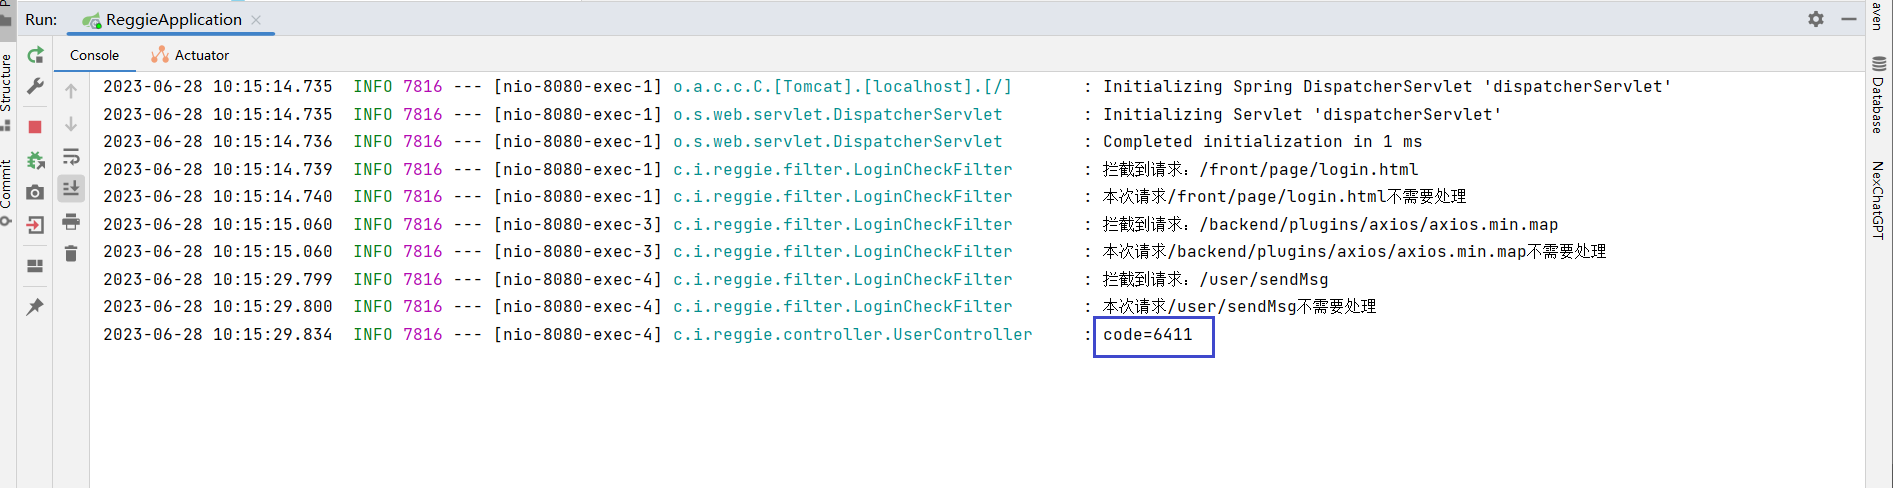 Run: ReggieApplication
Console Actuator
2023-06-28 10:15:14.735 INFO 7816 --- [nio-8080-exec-1] o.a.c.c.C.[Tomcat].[localhost].[/] : Initializing Spring DispatcherServlet 'dispatcherServlet'
2023-06-28 10:15:14.735 INFO 7816 --- [nio-8080-exec-1] o.s.web.servlet.DispatcherServlet : Initializing Servlet 'dispatcherServlet'
2023-06-28 10:15:14.736 INFO 7816 --- [nio-8080-exec-1] o.s.web.servlet.DispatcherServlet : Completed initialization in 1 ms
2023-06-28 10:15:14.739 INFO 7816 --- [nio-8080-exec-1] c.i.reggie.filter.LoginCheckFilter : 拦截到请求：/front/page/login.html
2023-06-28 10:15:14.740 INFO 7816 --- [nio-8080-exec-1] c.i.reggie.filter.LoginCheckFilter : 本次请求/front/page/login.html不需要处理
2023-06-28 10:15:15.060 INFO 7816 --- [nio-8080-exec-3] c.i.reggie.filter.LoginCheckFilter : 拦截到请求：/backend/plugins/axios/axios.min.map
2023-06-28 10:15:15.060 INFO 7816 --- [nio-8080-exec-3] c.i.reggie.filter.LoginCheckFilter : 本次请求/backend/plugins/axios/axios.min.map不需要处理
2023-06-28 10:15:29.799 INFO 7816 --- [nio-8080-exec-4] c.i.reggie.filter.LoginCheckFilter : 拦截到请求：/user/sendMsg
2023-06-28 10:15:29.800 INFO 7816 --- [nio-8080-exec-4] c.i.reggie.filter.LoginCheckFilter : 本次请求/user/sendMsg不需要处理
2023-06-28 10:15:29.834 INFO 7816 --- [nio-8080-exec-4] c.i.reggie.controller.UserController : code=6411
Structure
Commit
aven
Database
NexChatGPT